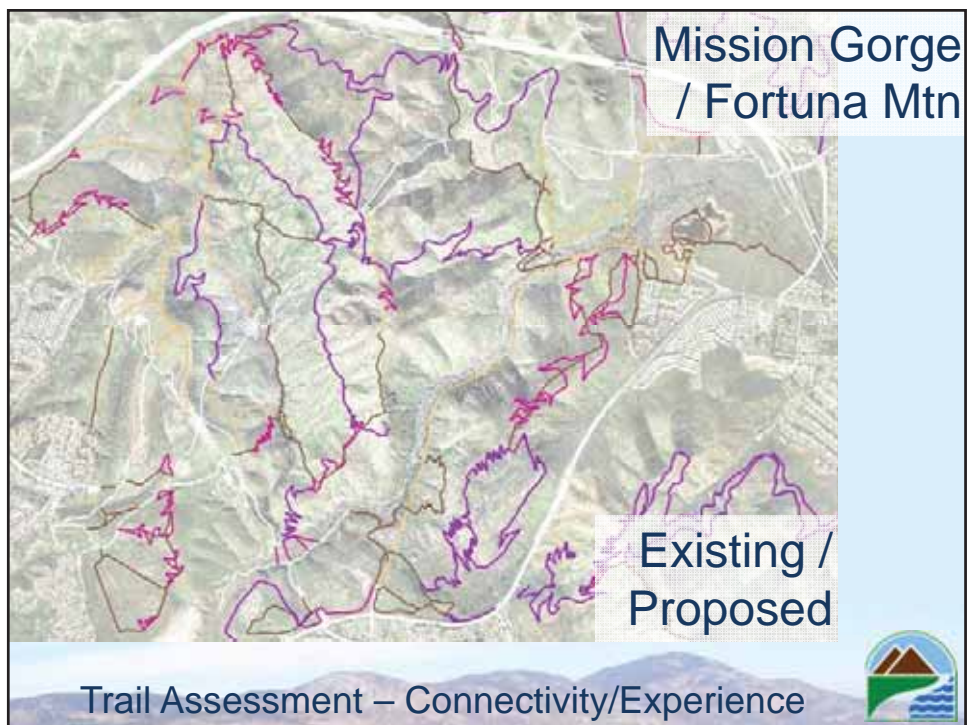 Mission Gorge
/ Fortuna Mtn
Existing /
Proposed
Trail Assessment – Connectivity/Experience